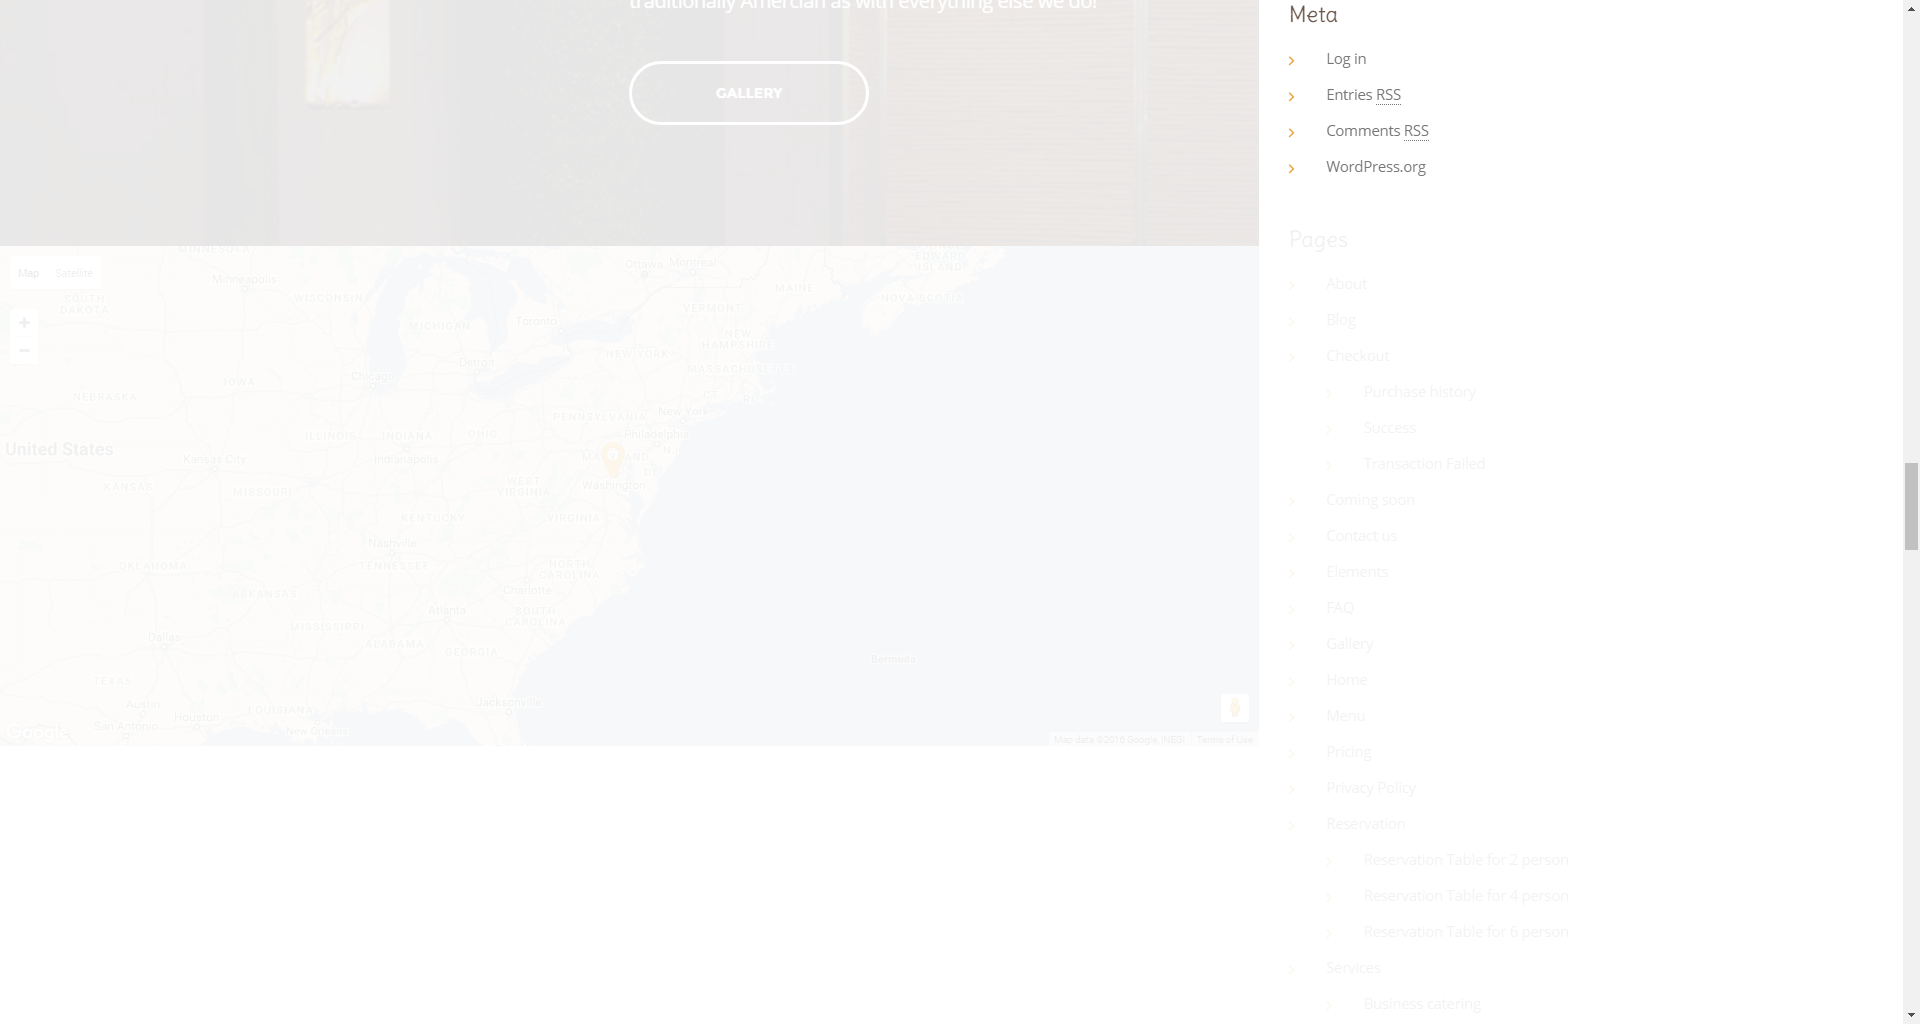 traditionally Amercian as with everything else we do!
GALLERY
Map
Satellite
MINNESOTA
Minneapolis
SOUTH
DAKOTA
WISCONSIN
MICHIGAN
Ottawa
Montreal
EDWARD
ISLAND
MAINE
NOVA SCOTIA
VERMONT
Toronto
NEW
HAMPSHIRE
NEW YORK
MASSACHUSETTS
Detroit
Chicago
CT
RI
IOWA
NEBRASKA
PENNSYLVANIA
New York
ILLINOIS
INDIANA
OHIO
Philadelphia
United States
Kansas City
Indianapolis
MARYLAND
NJ
DE
Washington
KANSAS
MISSOURI
WEST
VIRGINIA
KENTUCKY
VIRGINIA
Nashville
OKLAHOMA
TENNESSEE
NORTH
CAROLINA
ARKANSAS
Charlotte
Atlanta
SOUTH
CAROLINA
MISSISSIPPI
Dallas
ALABAMA
GEORGIA
Bermuda
TEXAS
Austin
Jacksonville
Houston
LOUISIANA
San Antonio
New Orleans
Google
Map data ©2016 Google, INEGI
Terms of Use
Meta
Log in
Entries RSS
Comments RSS
WordPress.org
Pages
About
Blog
Checkout
Purchase history
Success
Transaction Failed
Coming soon
Contact us
Elements
FAQ
Gallery
Home
Menu
Pricing
Privacy Policy
Reservation
Reservation Table for 2 person
Reservation Table for 4 person
Reservation Table for 6 person
Services
Business catering